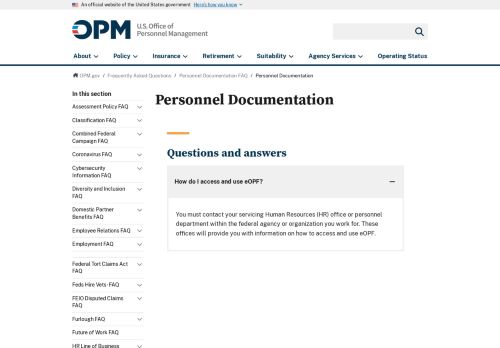 An official website of the United States government Here's how you know
OPM
U.S. Office of
Personnel Management
About
Policy
Insurance
Retirement
Suitability
Agency Services
Operating Status
OPM.gov / Frequently Asked Questions / Personnel Documentation FAQ / Personnel Documentation
In this section
Assessment Policy FAQ
Classification FAQ
Combined Federal
Campaign FAQ
Coronavirus FAQ
Cybersecurity
Information FAQ
Diversity and Inclusion
FAQ
Domestic Partner
Benefits FAQ
Employee Relations FAQ
Employment FAQ
Federal Tort Claims Act
FAQ
Feds Hire Vets- FAQ
FEIO Disputed Claims
FAQ
Furlough FAQ
Future of Work FAQ
HR Line of Business
Personnel Documentation
Questions and answers
How do I access and use eOPF?
You must contact your servicing Human Resources (HR) office or personnel
department within the federal agency or organization you work for. These
offices will provide you with information on how to access and use eOPF.